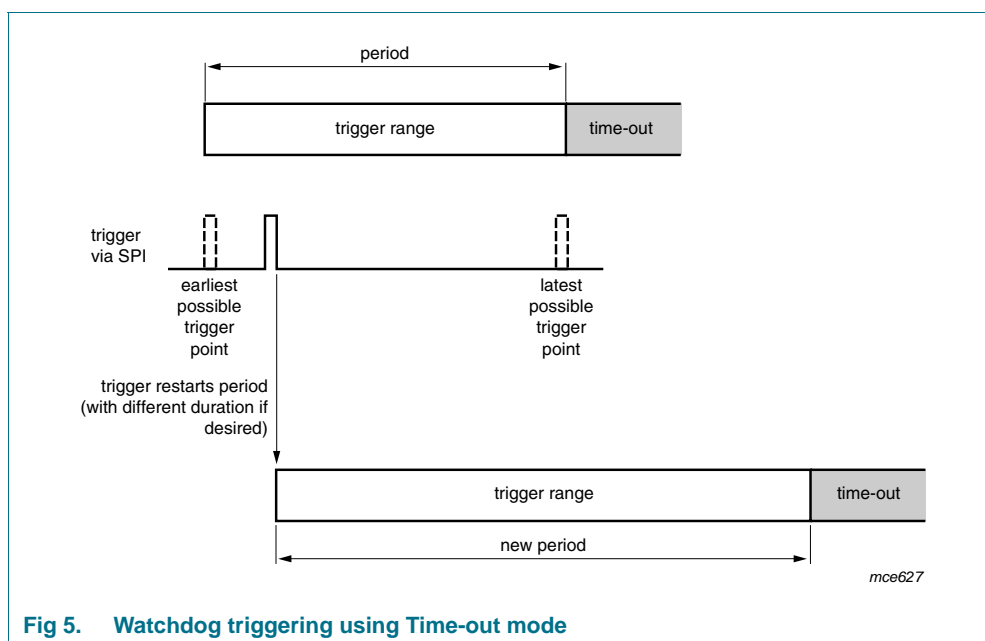 period
trigger range
time-out
trigger
via SPI
earliest
possible
trigger
point
latest
possible
trigger
point
trigger restarts period
(with different duration if
desired)
trigger range
time-out
new period
mce627
Fig 5. Watchdog triggering using Time-out mode